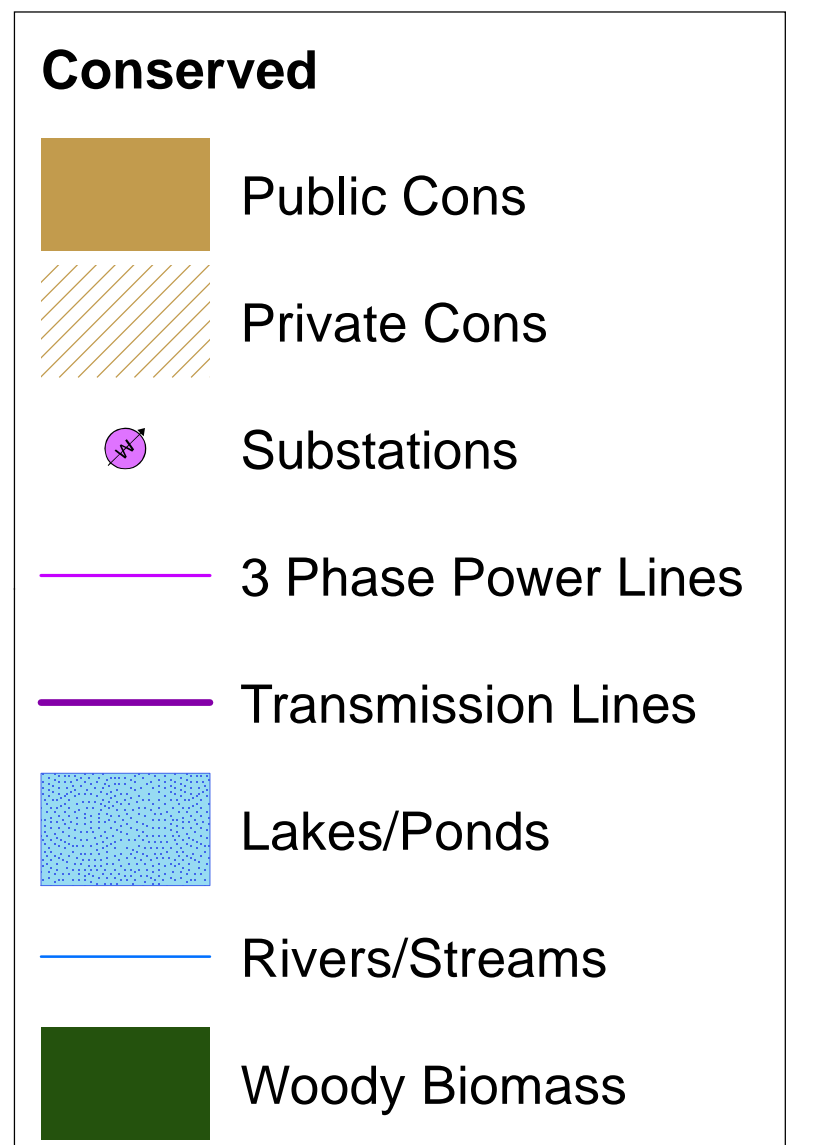 Conserved
Public Cons
Private Cons
W
Substations
3 Phase Power Lines
Transmission Lines
Lakes/Ponds
Rivers/Streams
Woody Biomass